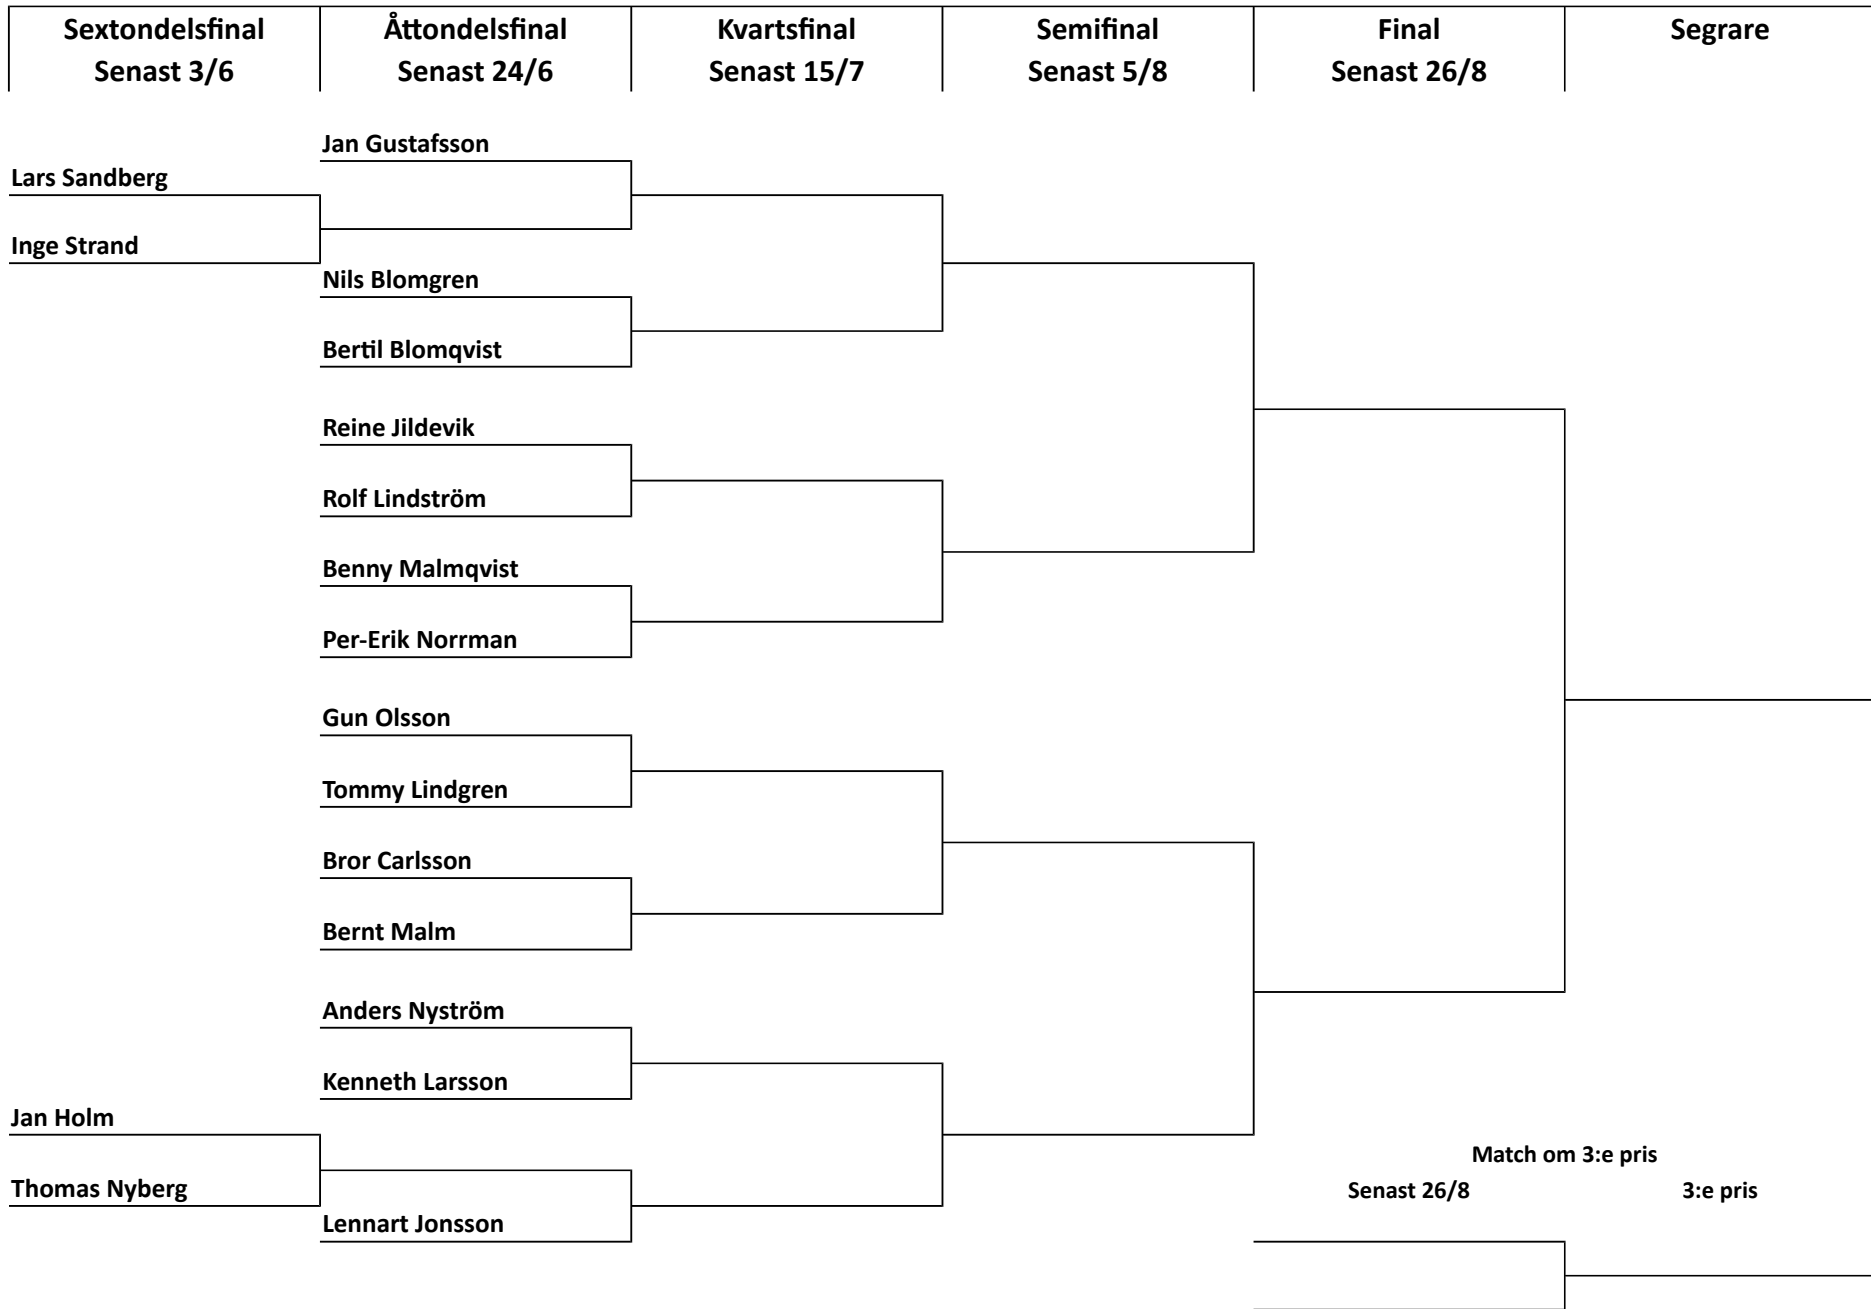 Sextondelsfinal
Senast 3/6
Åttondelsfinal
Senast 24/6
Kvartsfinal
Senast 15/7
Semifinal
Senast 5/8
Final
Senast 26/8
Segrare
Jan Gustafsson
Lars Sandberg
Inge Strand
Nils Blomgren
Bertil Blomqvist
Reine Jildevik
Rolf Lindström
Benny Malmqvist
Per-Erik Norrman
Gun Olsson
Tommy Lindgren
Bror Carlsson
Bernt Malm
Anders Nyström
Kenneth Larsson
Jan Holm
Thomas Nyberg
Lennart Jonsson
Match om 3:e pris
Senast 26/8
3:e pris